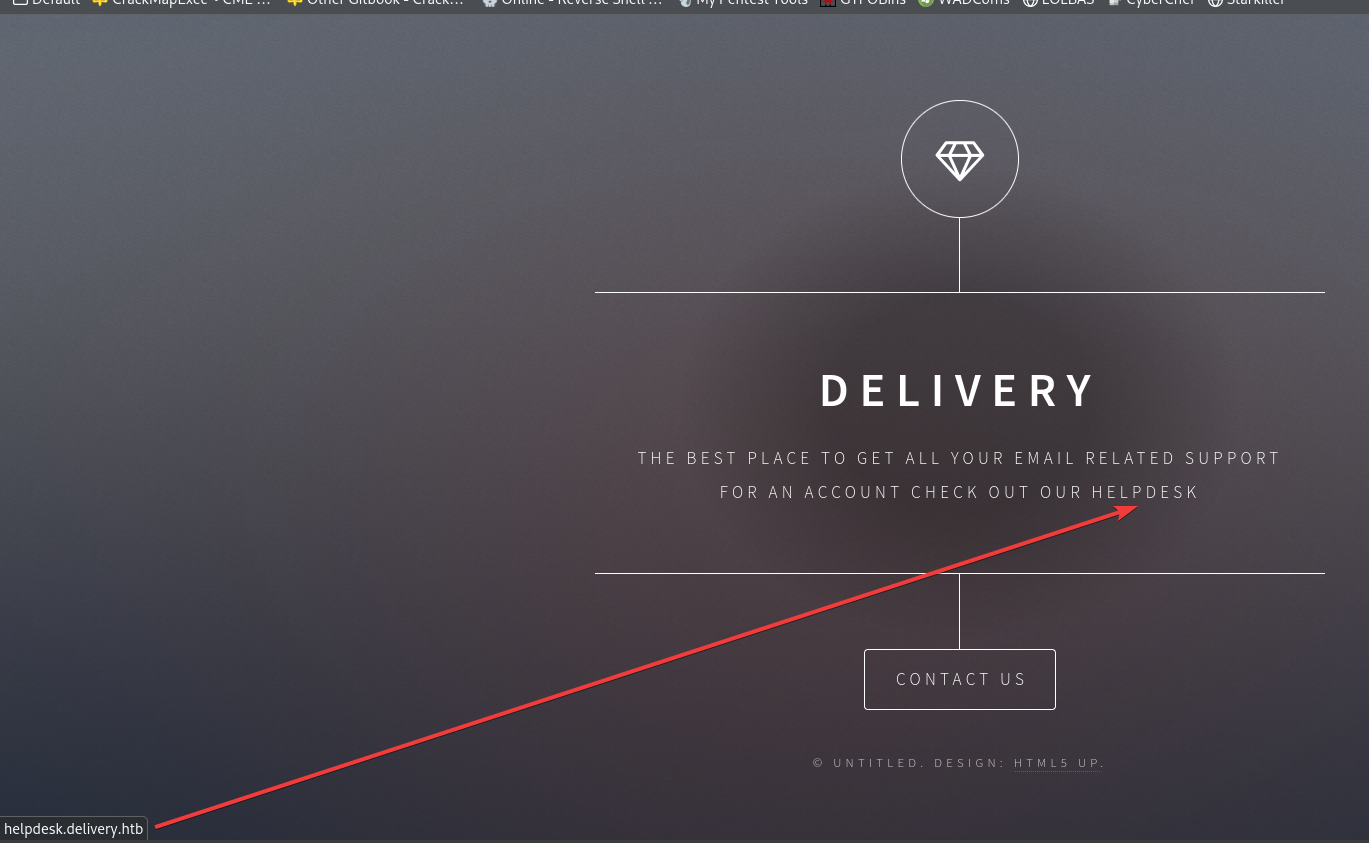 Default CrackMapExec ~ CME ... Other Gitbook - Crack... Online - Reverse Shell ... My Pentest Tools GTFOBins WADComs LOLBAS CyberChef Starkiller
DELIVERY
THE BEST PLACE TO GET ALL YOUR EMAIL RELATED SUPPORT
FOR AN ACCOUNT CHECK OUT OUR HELPDESK
CONTACT US
© UNTITLED. DESIGN: HTML5 UP.
helpdesk.delivery.htb